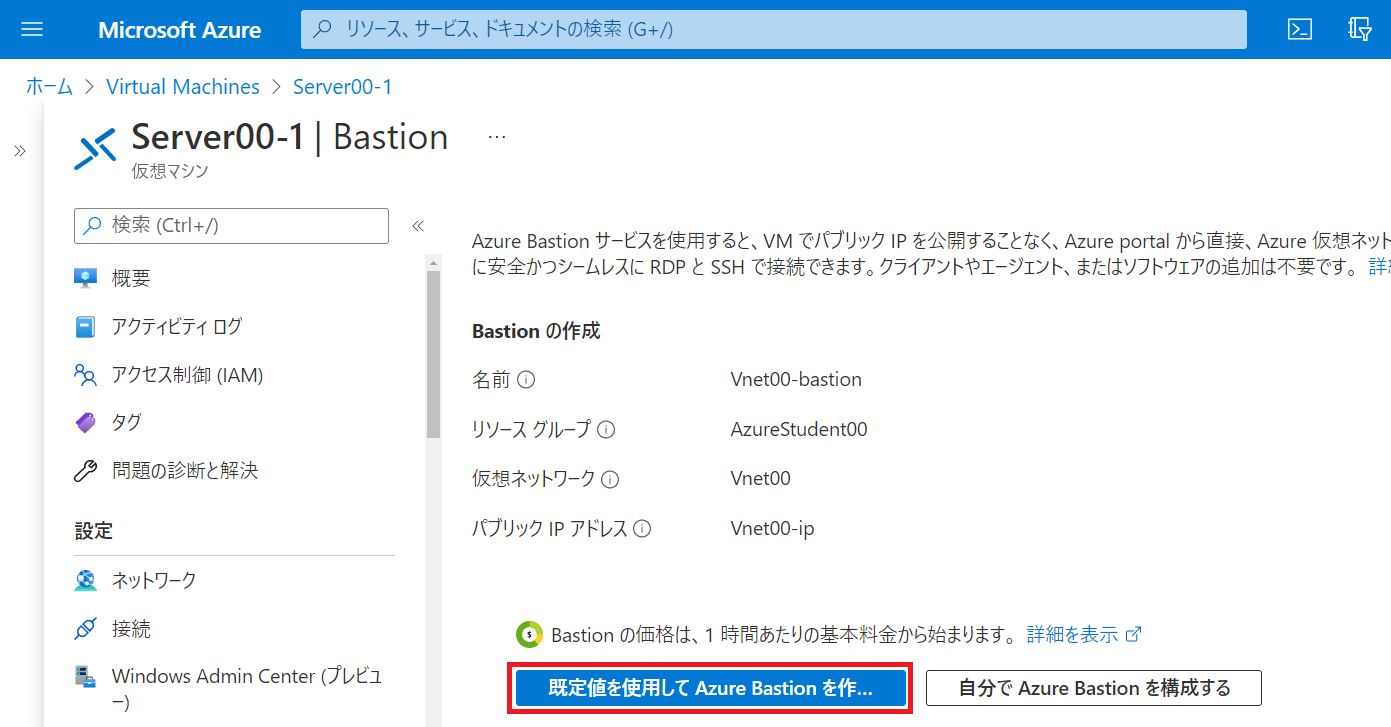 Microsoft Azure
リソース、サービス、ドキュメントの検索 (G+/)
ホーム > Virtual Machines > Server00-1
Server00-1 | Bastion ...
仮想マシン
検索 (Ctrl+/)
概要
アクティビティ ログ
アクセス制御 (IAM)
タグ
問題の診断と解決
設定
ネットワーク
接続
Windows Admin Center (プレビュ
ー)
Azure Bastion サービスを使用すると、VM でパブリック IP を公開することなく、Azure portal から直接、Azure 仮想ネット
に安全かつシームレスに RDP と SSH で接続できます。クライアントやエージェント、またはソフトウェアの追加は不要です。 詳
Bastion の作成
名前 Vnet00-bastion
リソース グループ AzureStudent00
仮想ネットワーク Vnet00
パブリック IP アドレス Vnet00-ip
Bastion の価格は、1 時間あたりの基本料金から始まります。 詳細を表示
既定値を使用して Azure Bastion を作...
自分で Azure Bastion を構成する